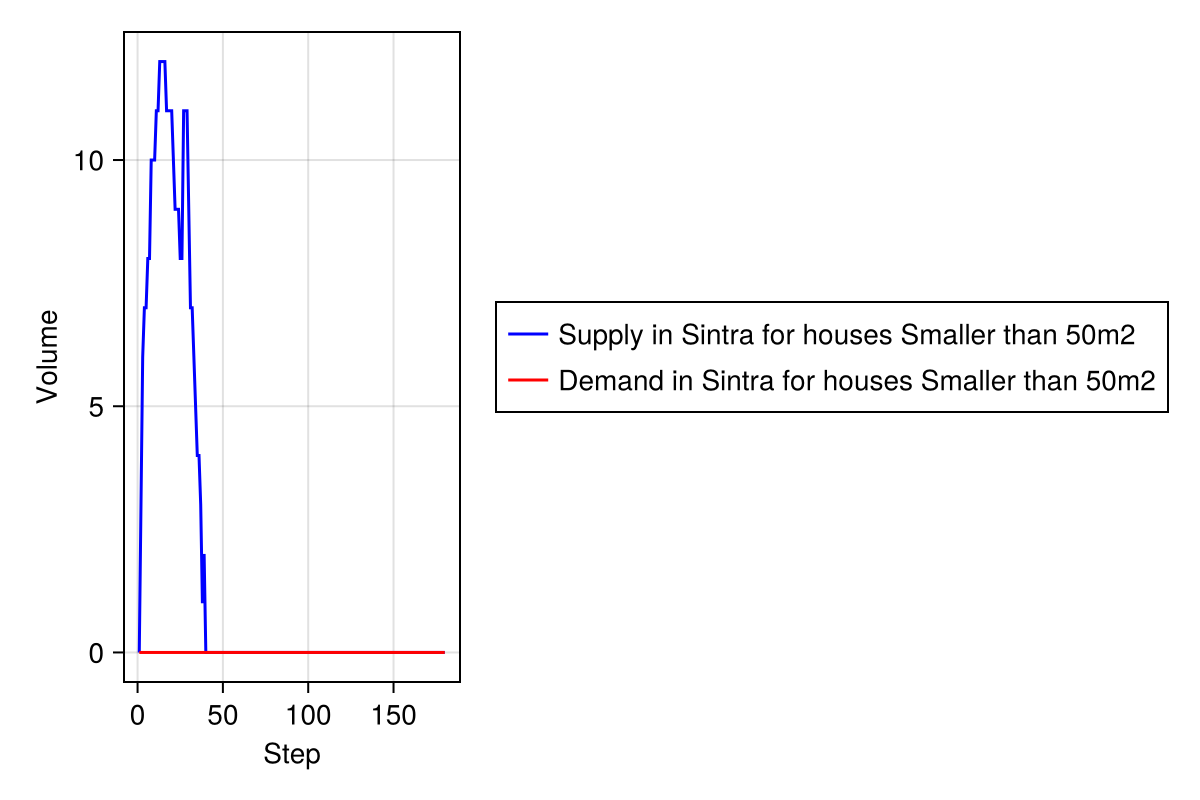 Volume
10
5
0
0 50 100 150
Step
Supply in Sintra for houses Smaller than 50m2
Demand in Sintra for houses Smaller than 50m2